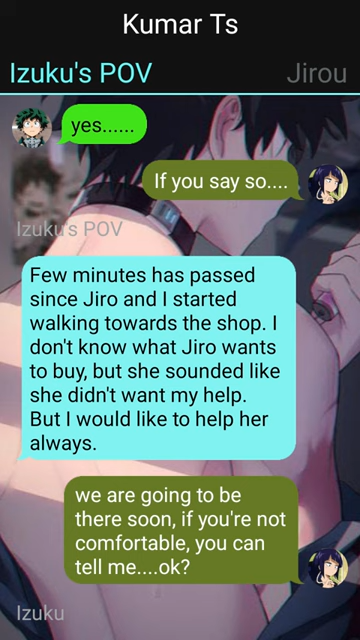 Kumar Ts
Izuku's POV
Jirou
yes......
If you say so....
Izuku's POV
Few minutes has passed
since Jiro and I started
walking towards the shop. I
don't know what Jiro wants
to buy, but she sounded like
she didn't want my help.
But I would like to help her
always.
we are going to be
there soon, if you're not
comfortable, you can
tell me....ok?
Izuku